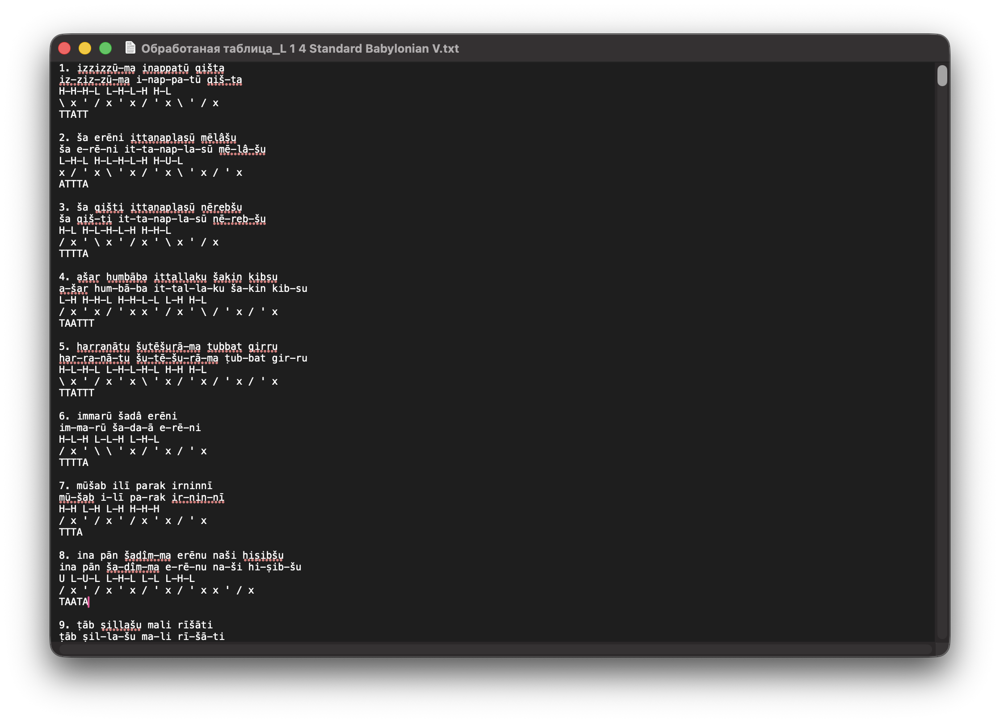 Обработаная таблица_L 1 4 Standard Babylonian V.txt
1. izzizzū-ma inappatū qišta
iz-ziz-zū-ma i-nap-pa-tū qiš-ta
H-H-H-L L-H-L-H H-L
\ x ' / x ' x / ' x \ ' / x
TTATT
2. ša erēni ittanaplasū mēlâšu
ša e-rē-ni it-ta-nap-la-sū mē-lâ-šu
L-H-L H-L-H-L-H H-U-L
x / ' x \ ' x / ' x \ ' x / ' x
ATTTA
3. ša qišti ittanaplasū nērebšu
ša qiš-ti it-ta-nap-la-sū nē-reb-šu
H-L H-L-H-L-H H-H-L
/ x ' \ x ' / x ' \ x ' / x
TTTTA
4. ašar humbāba ittallaku šakin kibsu
a-šar hum-bā-ba it-tal-la-ku ša-kin kib-su
L-H H-H-L H-H-L-L L-H H-L
/ x ' x / ' x x ' / x ' \ / ' x / ' x
TAATTT
5. harranātu šutēšurā-ma ṭubbat girru
har-ra-nā-tu šu-tē-šu-rā-ma ṭub-bat gir-ru
H-L-H-L L-H-L-H-L H-H H-L
\ x ' / x ' x \ ' x / ' x / ' x / ' x
TTATTT
6. immarū šadâ erēni
im-ma-rū ša-da-ā e-rē-ni
H-L-H L-L-H L-H-L
/ x ' \ \ ' x / ' x / ' x
TTTTA
7. mūšab ilī parak irninnī
mū-šab i-lī pa-rak ir-nin-nī
H-H L-H L-H H-H-H
/ x ' / x ' / x ' x / ' x
TTTA
8. ina pān šadîm-ma erēnu naši hiṣibšu
ina pān ša-dîm-ma e-rē-nu na-ši hi-ṣib-šu
U L-U-L L-H-L L-L L-H-L
/ x ' / x ' x / ' x / ' x x ' / x
TAATA
9. ṭāb ṣillašu mali rīšāti
ṭāb ṣil-la-šu ma-li rī-šā-ti